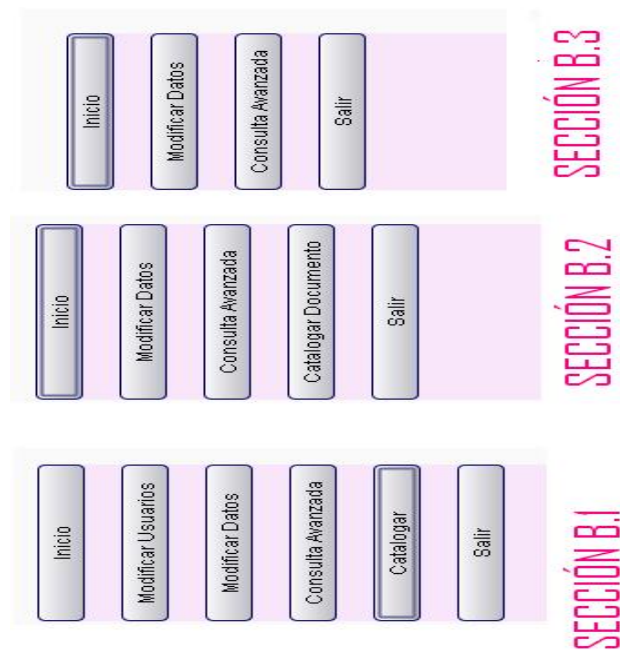 Inicio
Modificar Usuarios
Modificar Datos
Consulta Avanzada
Catalogar
Salir
SECCIÓN B.1
Inicio
Modificar Datos
Consulta Avanzada
Catalogar Documento
Salir
SECCIÓN B.2
Inicio
Modificar Datos
Consulta Avanzada
Salir
SECCIÓN B.3